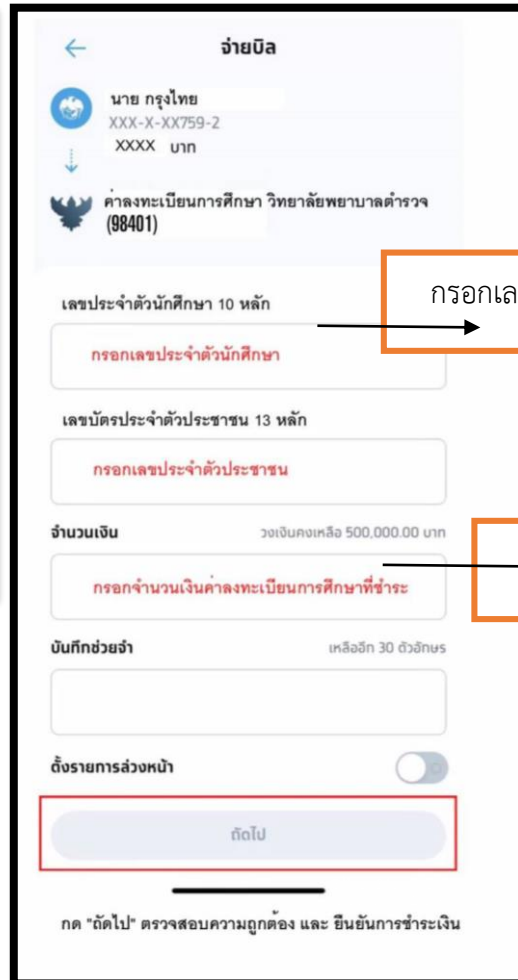 จ่ายบิล
นาย กรุงไทย
XXX-X-XX759-2
XXXX บาท
ค่าลงทะเบียนการศึกษา วิทยาลัยพยาบาลตำรวจ
(98401)
เลขประจำตัวนักศึกษา 10 หลัก
กรอกเล
กรอกเลขประจำตัวนักศึกษา
เลขบัตรประจำตัวประชาชน 13 หลัก
กรอกเลขประจำตัวประชาชน
จำนวนเงิน วงเงินคงเหลือ 500,000.00 บาท
กรอกจำนวนเงินค่าลงทะเบียนการศึกษาที่ชำระ
บันทึกช่วยจำ เหลืออีก 30 ตัวอักษร
ตั้งรายการล่วงหน้า
ถัดไป
กด "ถัดไป" ตรวจสอบความถูกต้อง และ ยืนยันการชำระเงิน